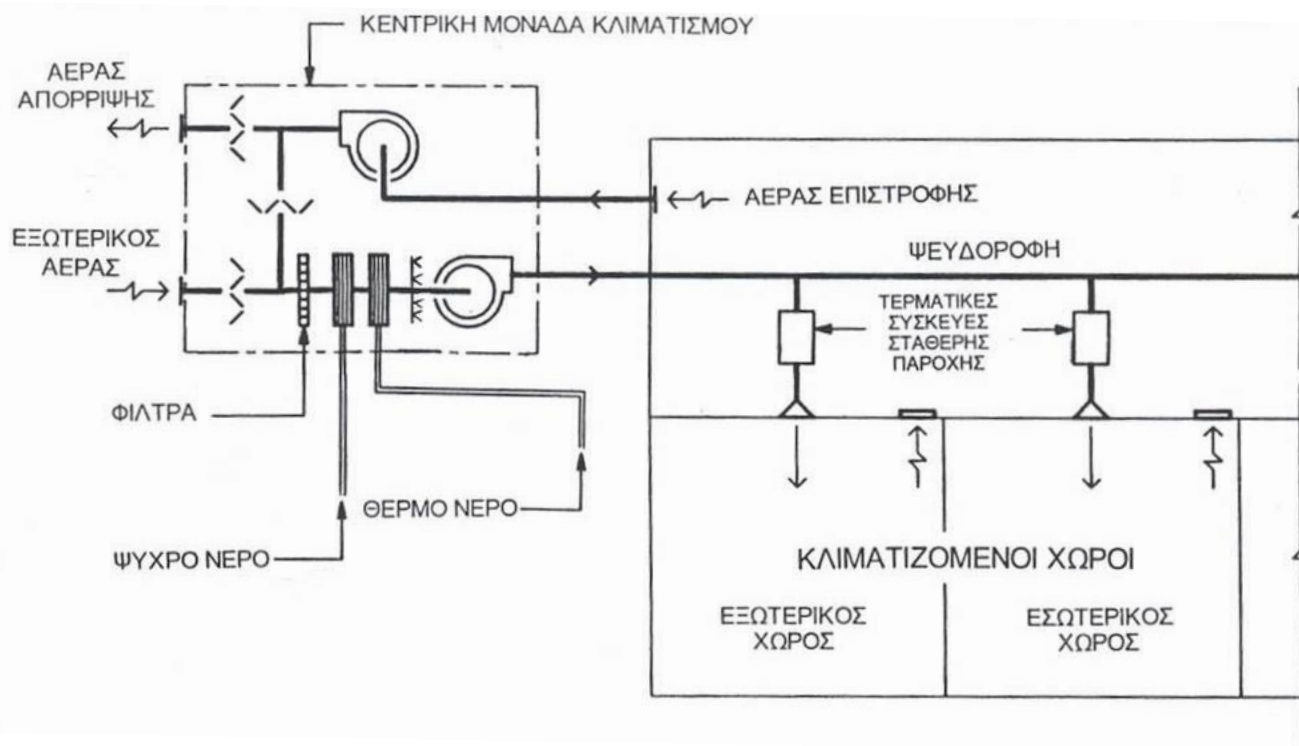 ΚΕΝΤΡΙΚΗ ΜΟΝΑΔΑ ΚΛΙΜΑΤΙΣΜΟΥ
ΑΕΡΑΣ
ΑΠΟΡΡΙΨΗΣ
ΑΕΡΑΣ ΕΠΙΣΤΡΟΦΗΣ
ΕΞΩΤΕΡΙΚΟΣ
ΑΕΡΑΣ
ΨΕΥΔΟΡΟΦΗ
ΤΕΡΜΑΤΙΚΕΣ
ΣΥΣΚΕΥΕΣ
ΣΤΑΘΕΡΗΣ
ΠΑΡΟΧΗΣ
ΦΙΛΤΡΑ
ΘΕΡΜΟ ΝΕΡΟ
ΨΥΧΡΟ ΝΕΡΟ
ΚΛΙΜΑΤΙΖΟΜΕΝΟΙ ΧΩΡΟΙ
ΕΞΩΤΕΡΙΚΟΣ
ΧΩΡΟΣ
ΕΣΩΤΕΡΙΚΟΣ
ΧΩΡΟΣ